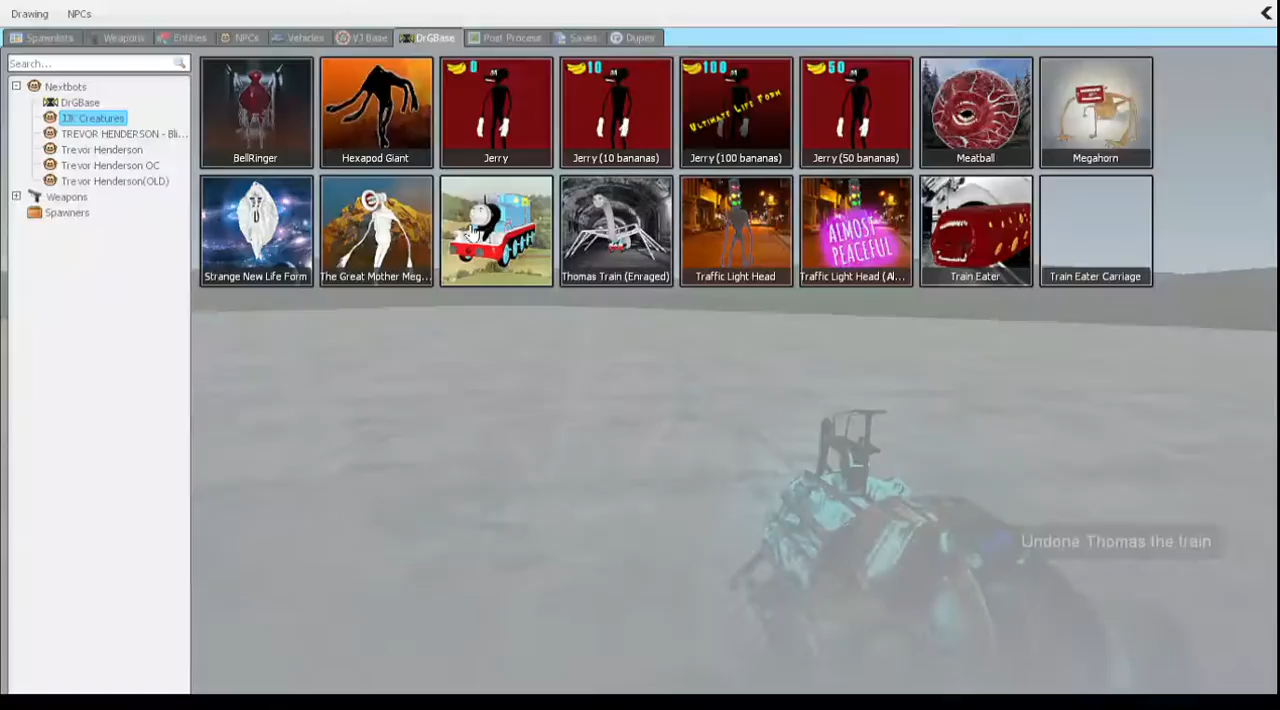 Drawing NPCs
Spawnlists Weapons Entities NPCs Vehicles VJ Base DrGBase Post Process Saves Dupes
Search...
Nextbots
DrGBase
Creatures
TREVOR HENDERSON - Bli...
Trevor Henderson
Trevor Henderson OC
Trevor Henderson(OLD)
Weapons
Spawners
0 10 100 50
ULTIMATE LIFE FORM
BellRinger Hexapod Giant Jerry Jerry (10 bananas) Jerry (100 bananas) Jerry (50 bananas) Meatball Megahorn
ALMOST
PEACEFUL
Strange New Life Form The Great Mother Meg... Thomas Train (Enraged) Traffic Light Head Traffic Light Head (Al... Train Eater Train Eater Carriage
Undone Thomas the train